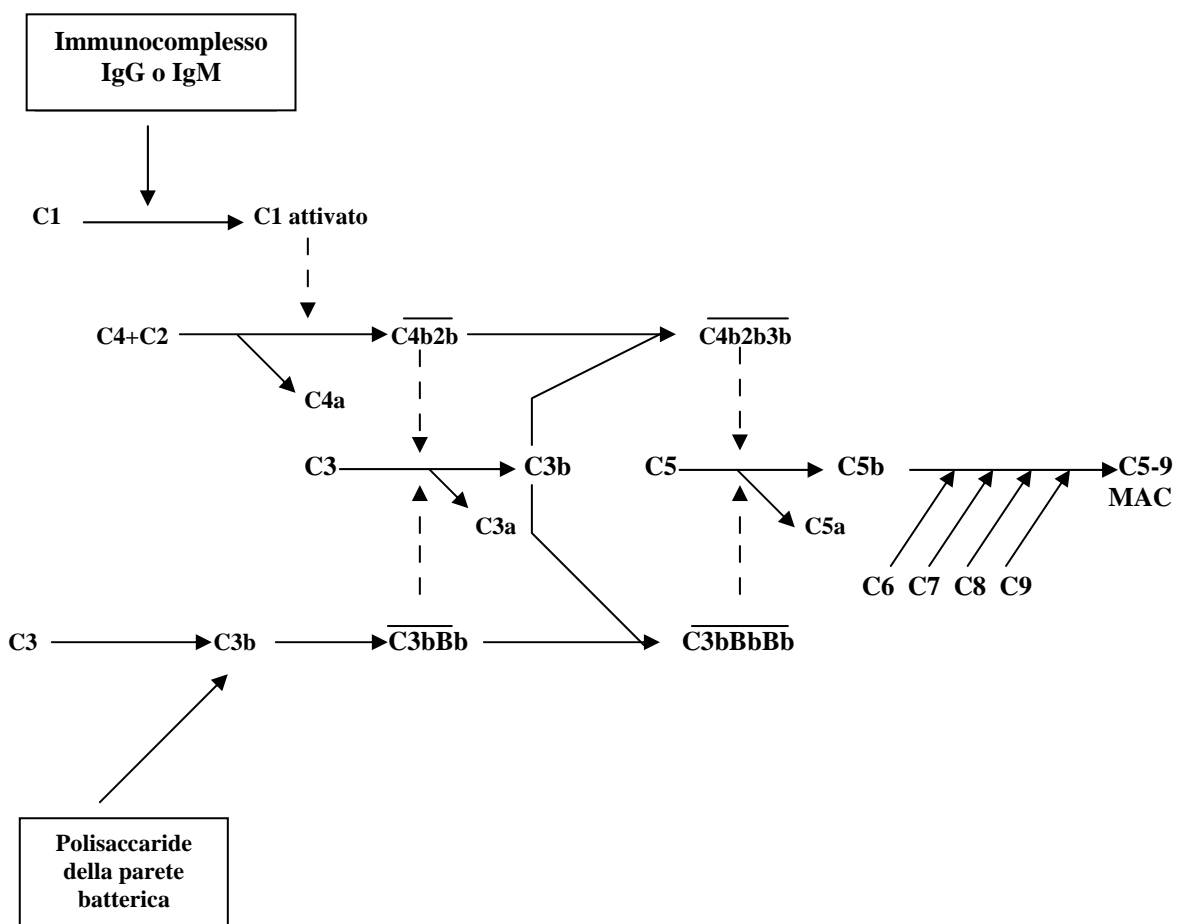 Immunocomplesso
IgG o IgM
C1
C1 attivato
C4+C2
C4b2b
C4b2b3b
C4a
C3
C3b
C5
C5b
C5-9
MAC
C3a
C5a
C6
C7
C8
C9
C3
C3b
C3bBb
C3bBbBb
Polisaccaride
della parete
batterica